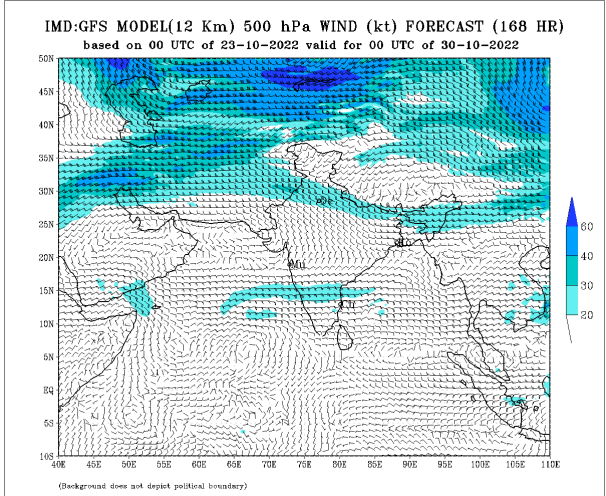 IMD:GFS MODEL(12 Km) 500 hPa WIND (kt) FORECAST (168 HR)
based on 00 UTC of 23-10-2022 valid for 00 UTC of 30-10-2022
50N
45N
40N
35N
30N
25N
20N
15N
10N
5N
EQ
5S
10S
40E 45E 50E 55E 60E 65E 70E 75E 80E 85E 90E 95E 100E 105E 110E
Mu
60
40
30
20
(Background does not depict political boundary)